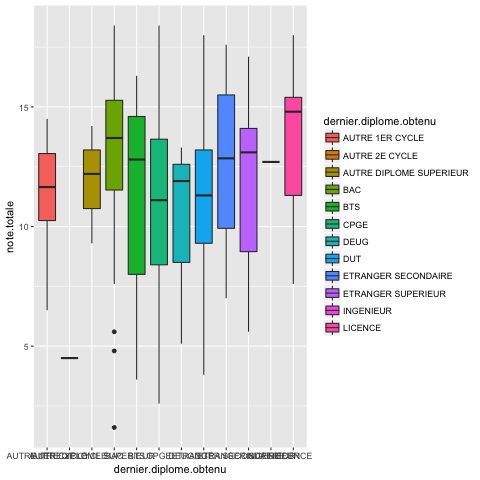 15
10
5
note.totale
dernier.diplome.obtenu
dernier.diplome.obtenu
AUTRE 1ER CYCLE
AUTRE 2E CYCLE
AUTRE DIPLOME SUPERIEUR
BAC
BTS
CPGE
DEUG
DUT
ETRANGER SECONDAIRE
ETRANGER SUPERIEUR
INGENIEUR
LICENCE